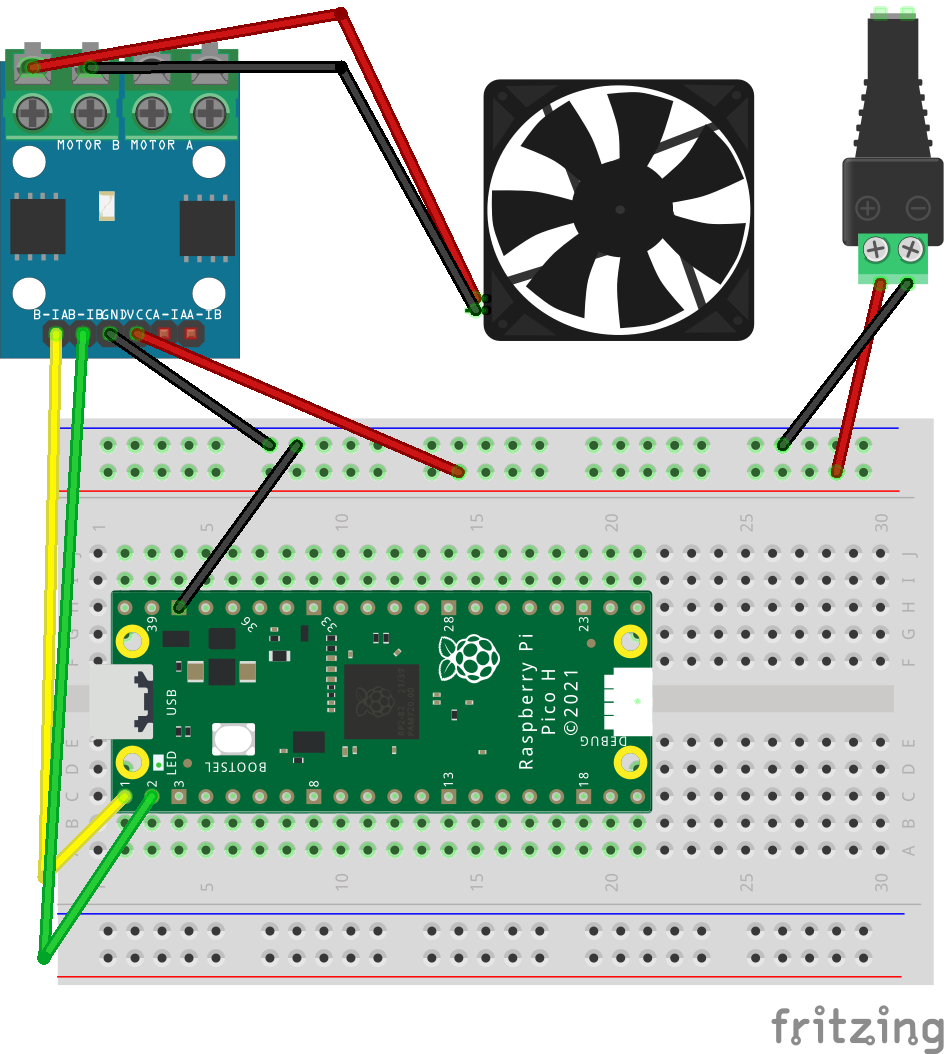 MOTOR B MOTOR A
B-IA B-IB GND VCC A-IA A-IB
+ −
1 5 10 15 20 25 30
J J
I I
H H
G G
F F
39 36 33 28 23
USB
LED
BOOTSEL
Raspberry Pi
Pico H
©2021
DEBUG
1 2 3 8 13 18
E E
D D
C C
B B
A
1 5 10 15 20 25 30
fritzing